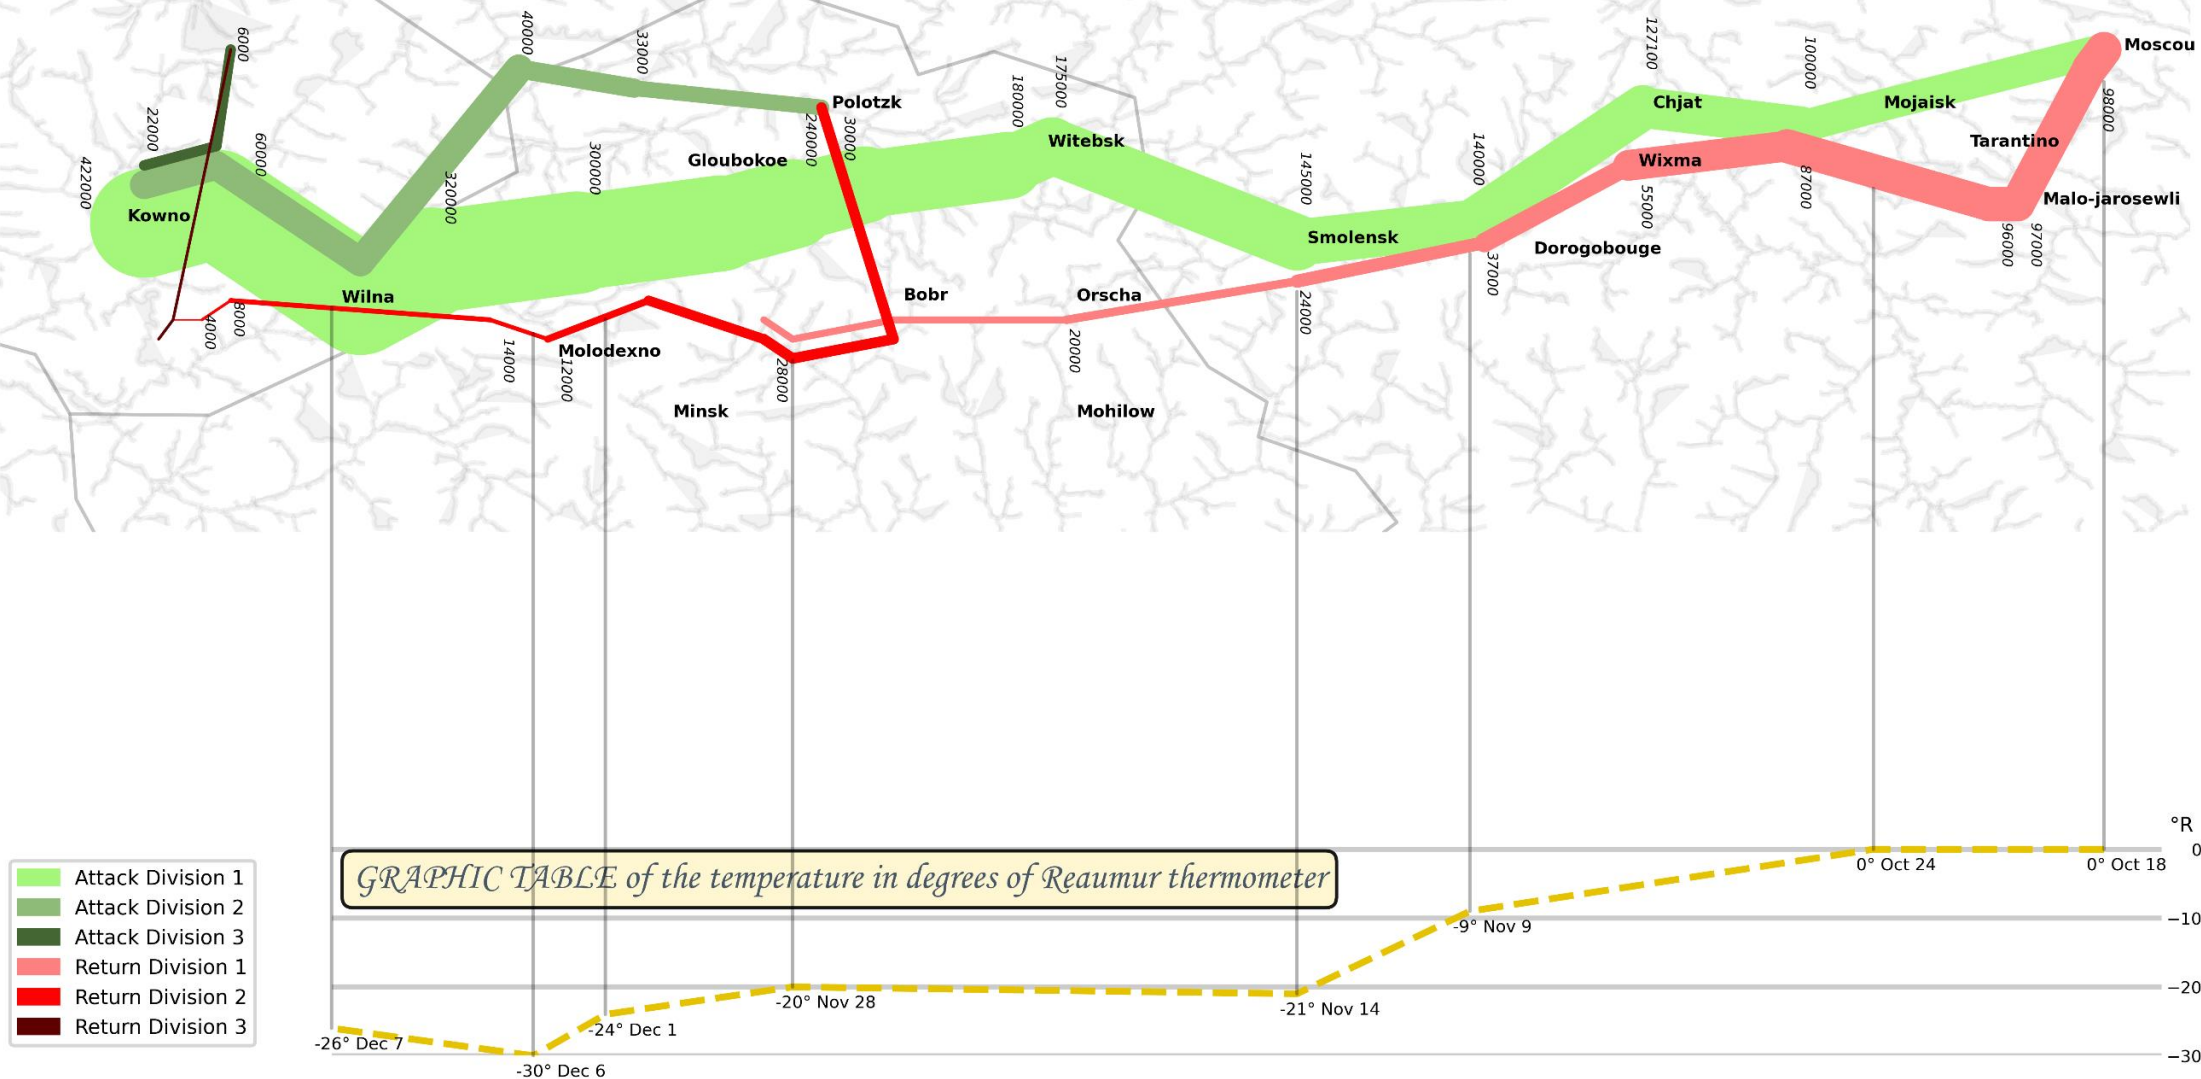 6000
40000
33000
127100
100000
175000
180000
Moscou
98000
22000
60000
422000
Polotzk
240000
30000
Chjat
Mojaisk
Gloubokoe
300000
320000
Witebsk
145000
140000
Wixma
Tarantino
Kowno
87000
55000
Malo-jarosewli
Smolensk
Dorogobouge
96000
97000
Wilna
Bobr
Orscha
37000
24000
4000
8000
14000
12000
Molodexno
28000
20000
Minsk
Mohilow
°R
0
GRAPHIC TABLE of the temperature in degrees of Reaumur thermometer
0° Oct 24
0° Oct 18
−10
-9° Nov 9
−20
-20° Nov 28
-21° Nov 14
-24° Dec 1
-26° Dec 7
−30
-30° Dec 6
Attack Division 1
Attack Division 2
Attack Division 3
Return Division 1
Return Division 2
Return Division 3